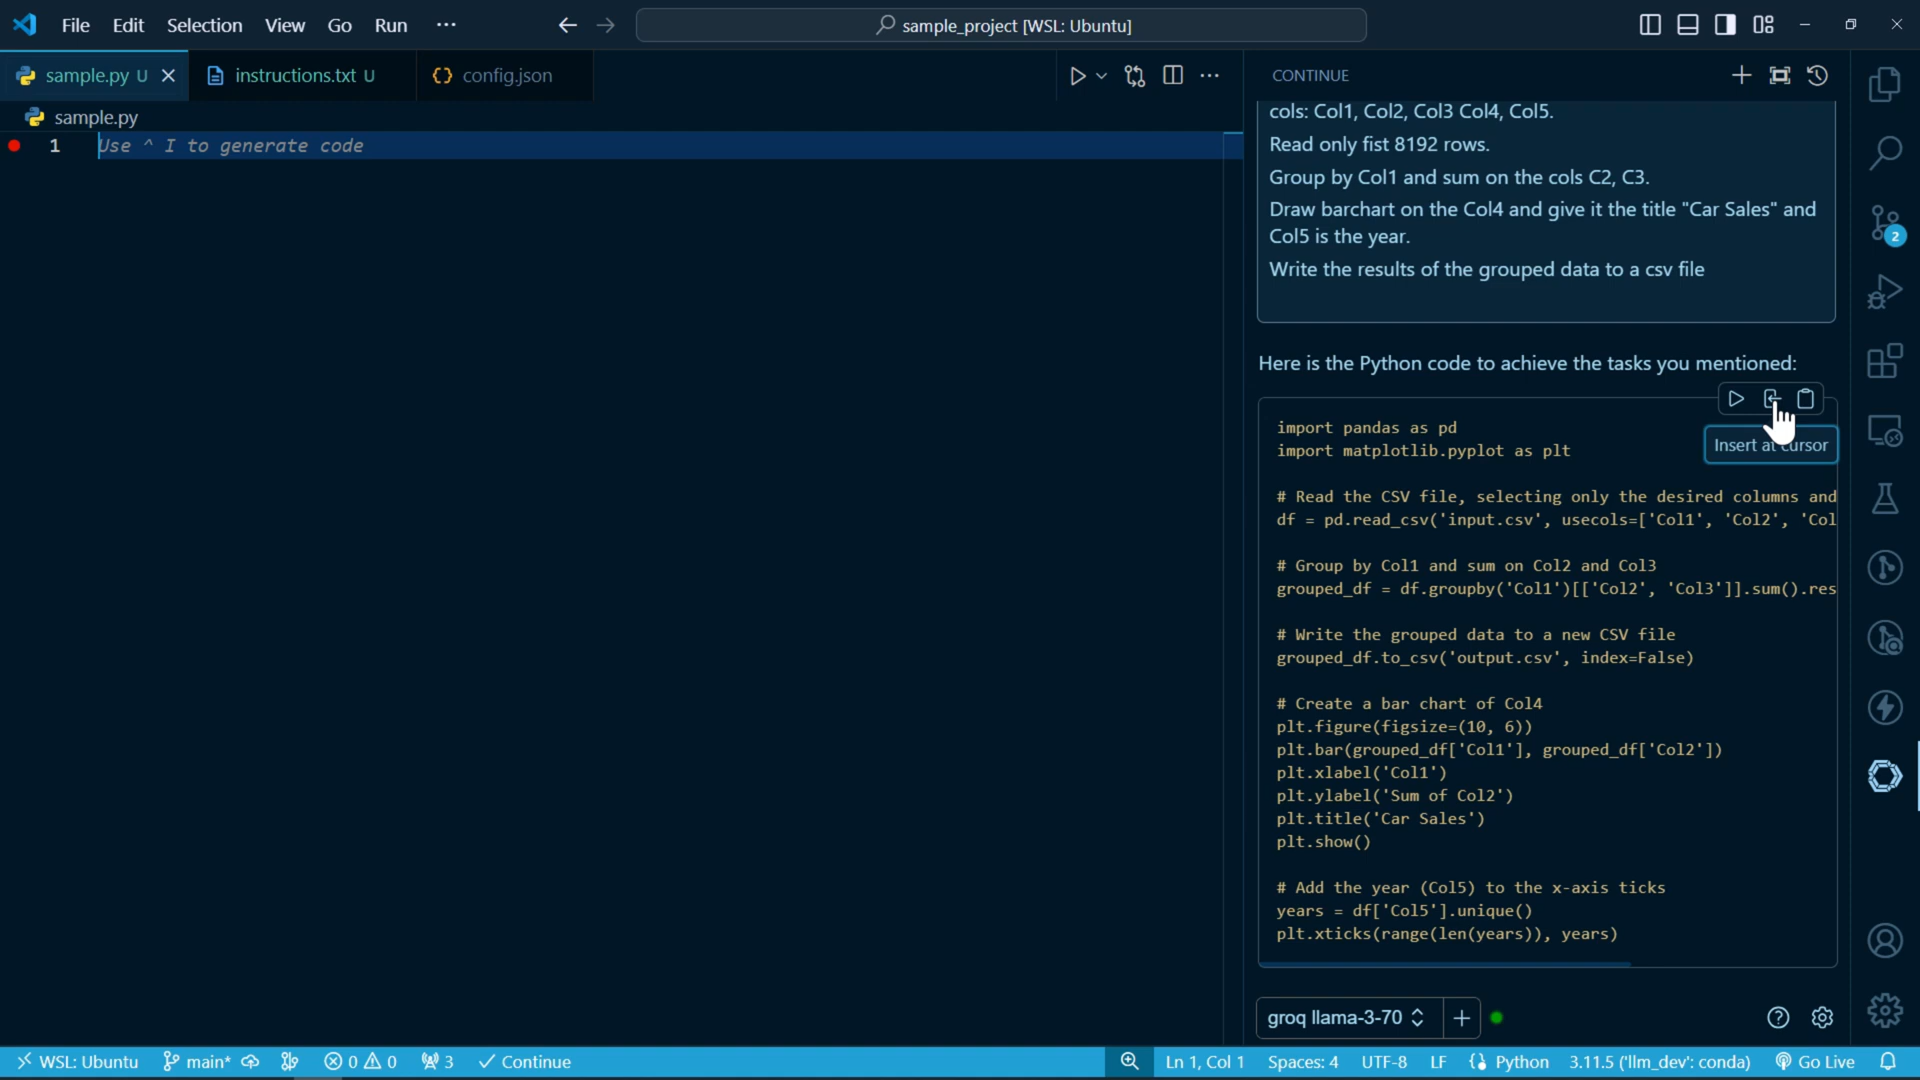 File Edit Selection View Go Run ··· sample_project [WSL: Ubuntu]
sample.py U instructions.txt U config.json
CONTINUE
sample.py
1 Use ^ I to generate code
cols: Col1, Col2, Col3 Col4, Col5.
Read only fist 8192 rows.
Group by Col1 and sum on the cols C2, C3.
Draw barchart on the Col4 and give it the title "Car Sales" and
Col5 is the year.
Write the results of the grouped data to a csv file
2
Here is the Python code to achieve the tasks you mentioned:
Insert at cursor
import pandas as pd
import matplotlib.pyplot as plt
# Read the CSV file, selecting only the desired columns and
df = pd.read_csv('input.csv', usecols=['Col1', 'Col2', 'Col
# Group by Col1 and sum on Col2 and Col3
grouped_df = df.groupby('Col1')[['Col2', 'Col3']].sum().res
# Write the grouped data to a new CSV file
grouped_df.to_csv('output.csv', index=False)
# Create a bar chart of Col4
plt.figure(figsize=(10, 6))
plt.bar(grouped_df['Col1'], grouped_df['Col2'])
plt.xlabel('Col1')
plt.ylabel('Sum of Col2')
plt.title('Car Sales')
plt.show()
# Add the year (Col5) to the x-axis ticks
years = df['Col5'].unique()
plt.xticks(range(len(years)), years)
groq llama-3-70
WSL: Ubuntu main* 0 0 3 Continue Ln 1, Col 1 Spaces: 4 UTF-8 LF Python 3.11.5 ('llm_dev': conda) Go Live